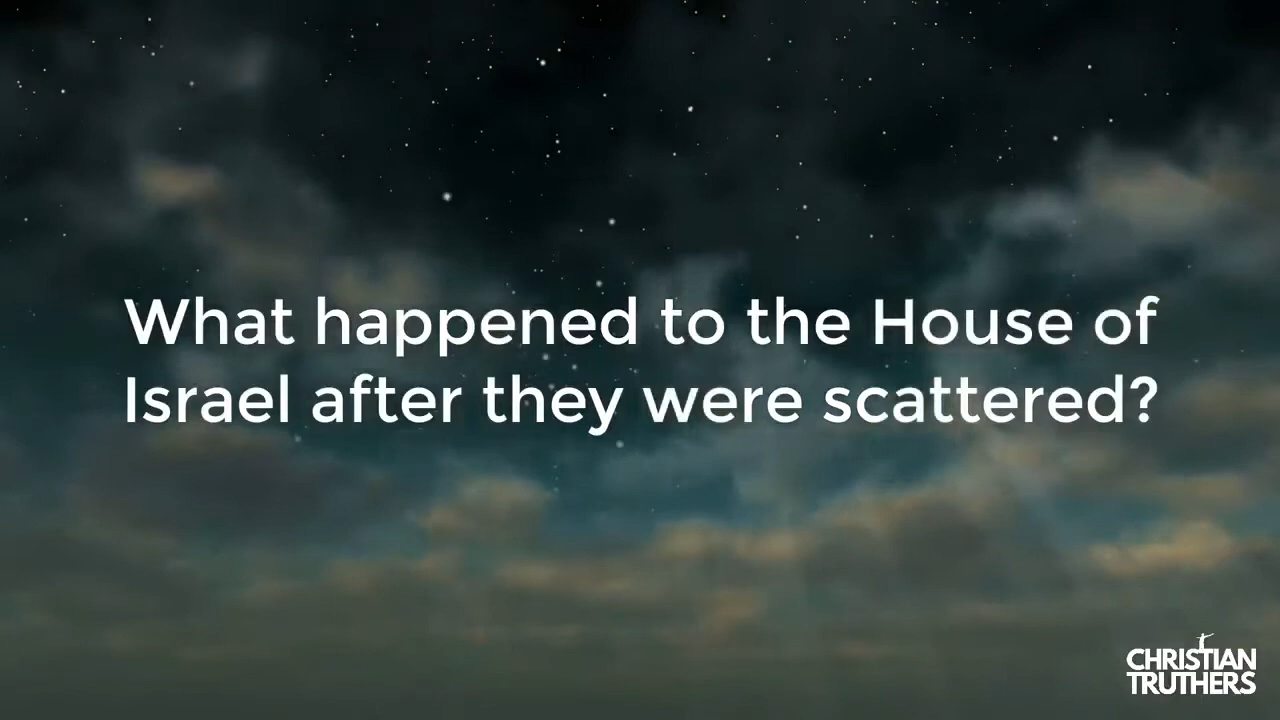 What happened to the House of
Israel after they were scattered?
CHRISTIAN
TRUTHERS